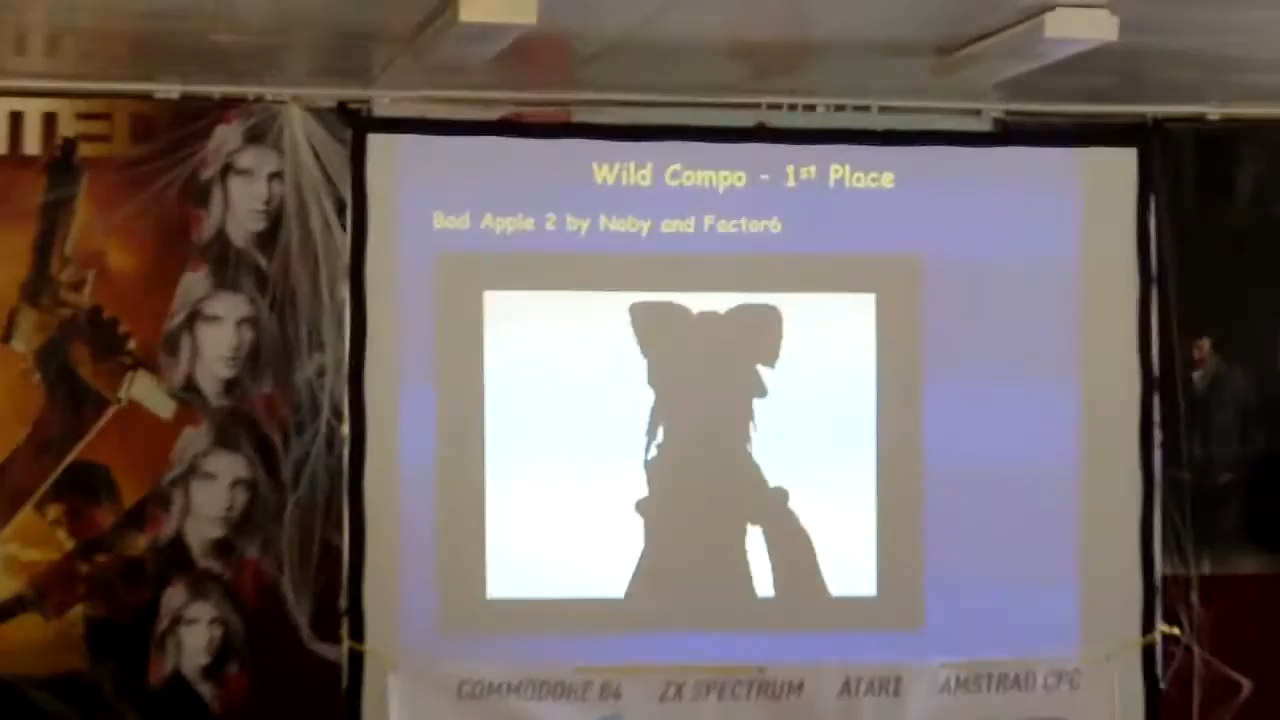 Wild Compo - 1st Place
Bad Apple 2 by Noby and Factor6
COMMODORE 64 ZX SPECTRUM ATARI AMSTRAD CPC